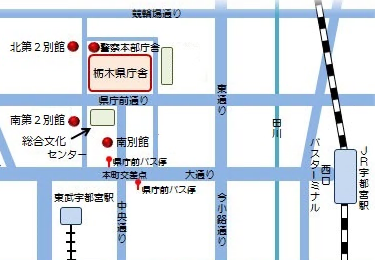 競輪場通り
北第２別館
警察本部庁舎
栃木県庁舎
東通り
県庁前通り
南第２別館
田川
総合文化
センター
南別館
県庁前バス停
本町交差点
大通り
県庁前バス停
東武宇都宮駅
中央通り
今小路通り
バスターミナル
西口
ＪＲ宇都宮駅